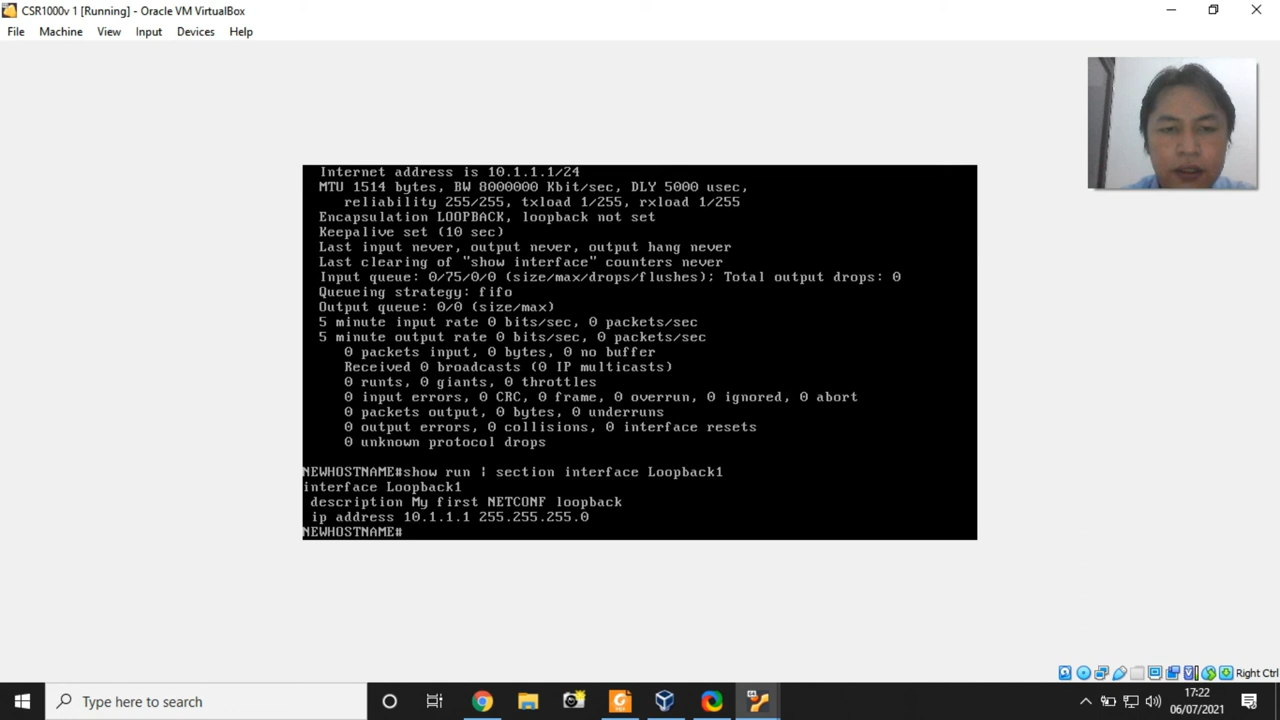 CSR1000v 1 [Running] - Oracle VM VirtualBox
File Machine View Input Devices Help
Internet address is 10.1.1.1/24
MTU 1514 bytes, BW 8000000 Kbit/sec, DLY 5000 usec,
reliability 255/255, txload 1/255, rxload 1/255
Encapsulation LOOPBACK, loopback not set
Keepalive set (10 sec)
Last input never, output never, output hang never
Last clearing of "show interface" counters never
Input queue: 0/75/0/0 (size/max/drops/flushes); Total output drops: 0
Queueing strategy: fifo
Output queue: 0/0 (size/max)
5 minute input rate 0 bits/sec, 0 packets/sec
5 minute output rate 0 bits/sec, 0 packets/sec
0 packets input, 0 bytes, 0 no buffer
Received 0 broadcasts (0 IP multicasts)
0 runts, 0 giants, 0 throttles
0 input errors, 0 CRC, 0 frame, 0 overrun, 0 ignored, 0 abort
0 packets output, 0 bytes, 0 underruns
0 output errors, 0 collisions, 0 interface resets
0 unknown protocol drops
NEWHOSTNAME#show run | section interface Loopback1
interface Loopback1
description My first NETCONF loopback
ip address 10.1.1.1 255.255.255.0
NEWHOSTNAME#
Right Ctrl
Type here to search
17:22
06/07/2021